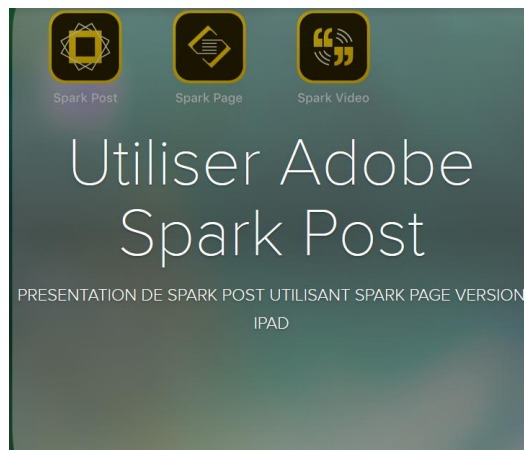 Spark Post Spark Page Spark Video
Utiliser Adobe
Spark Post
PRESENTATION DE SPARK POST UTILISANT SPARK PAGE VERSION
IPAD